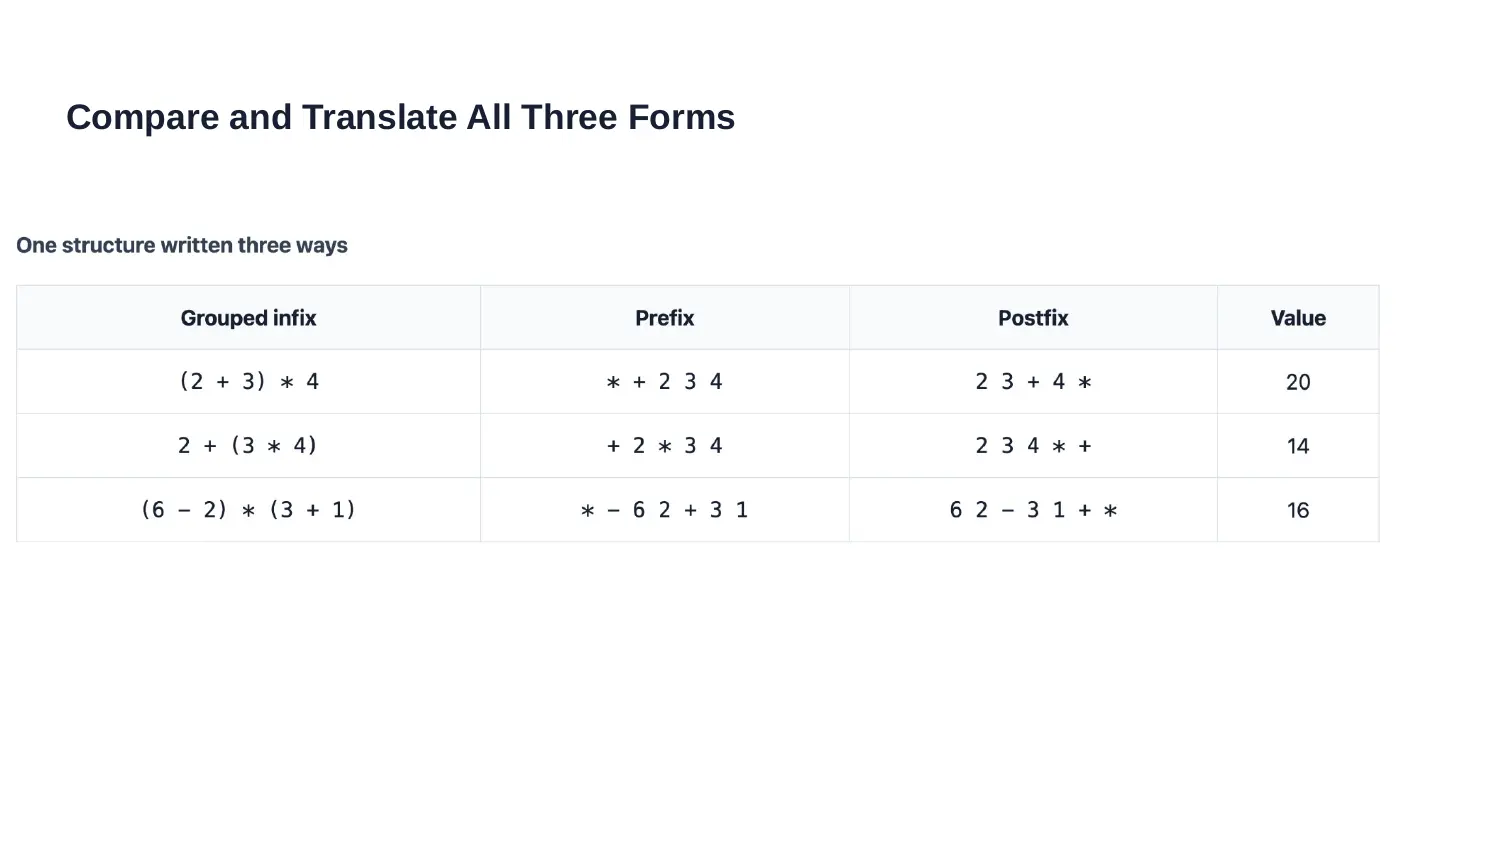 Compare and Translate All Three Forms
One structure written three ways
Grouped infix Prefix Postfix Value
(2 + 3) * 4 * + 2 3 4 2 3 + 4 * 20
2 + (3 * 4) + 2 * 3 4 2 3 4 * + 14
(6 − 2) * (3 + 1) * − 6 2 + 3 1 6 2 − 3 1 + * 16